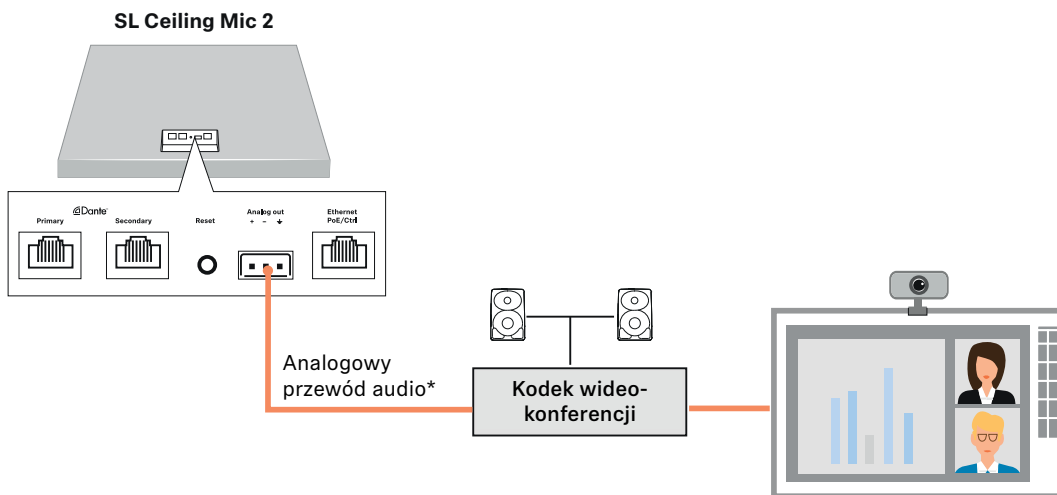 SL Ceiling Mic 2
Dante
Primary
Secondary
Reset
Analog out
+ −
Ethernet
PoE/Ctrl
Analogowy
przewód audio*
Kodek wideo-
konferencji